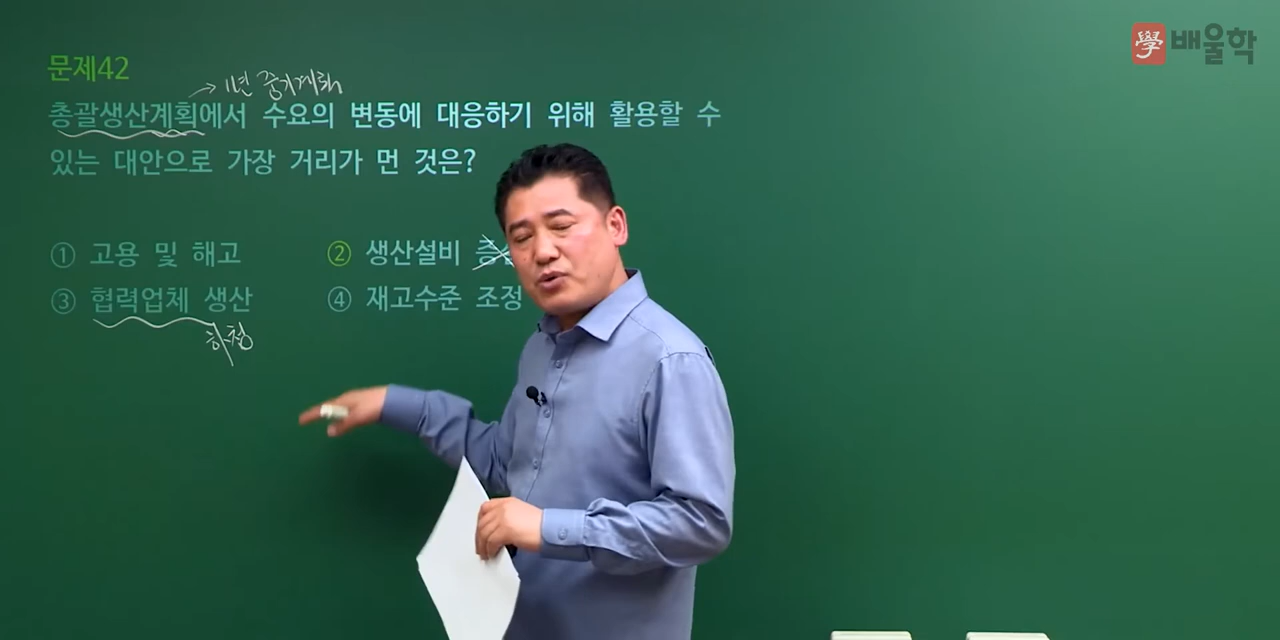 學 배울학
문제42
→ 1년 중기계획
총괄생산계획에서 수요의 변동에 대응하기 위해 활용할 수
있는 대안으로 가장 거리가 먼 것은?
① 고용 및 해고
② 생산설비
③ 협력업체 생산
④ 재고수준 조정
하청